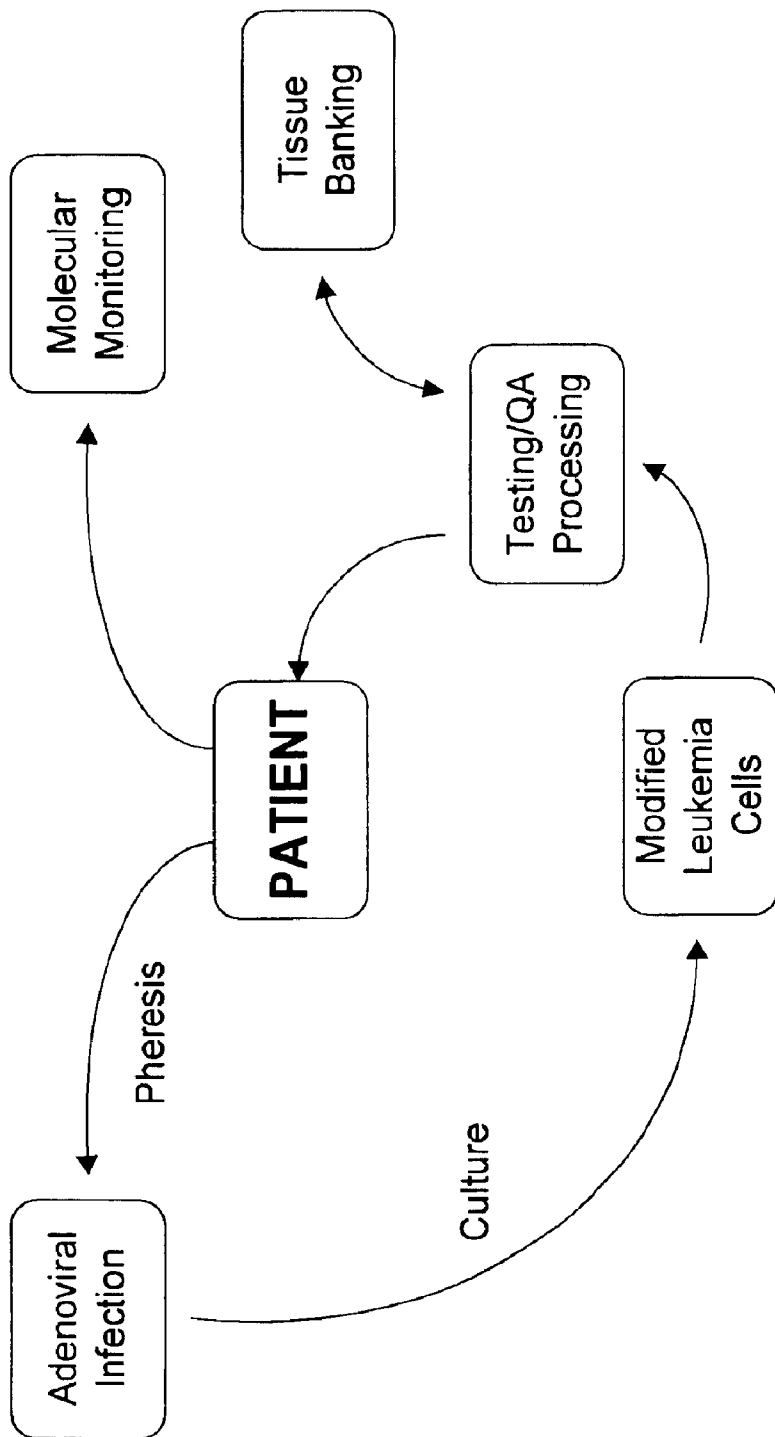 Adenoviral
Infection
Pheresis
Molecular
Monitoring
PATIENT
Culture
Tissue
Banking
Testing/QA
Processing
Modified
Leukemia
Cells